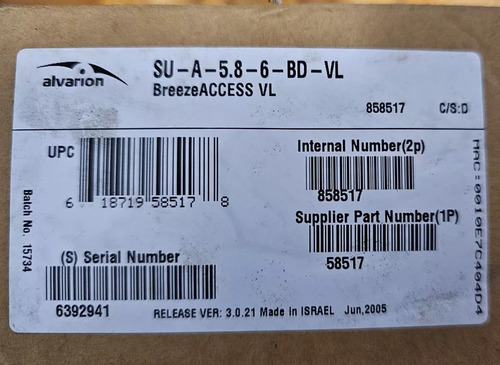 alvarion
SU-A-5.8-6-BD-VL
BreezeACCESS VL
858517 C/S:D
UPC
6 18719 58517 8
Internal Number(2p)
858517
Supplier Part Number(1P)
58517
(S) Serial Number
6392941
RELEASE VER: 3.0.21 Made in ISRAEL Jun,2005
Batch No. 15734
MAC:0010E7C404D4